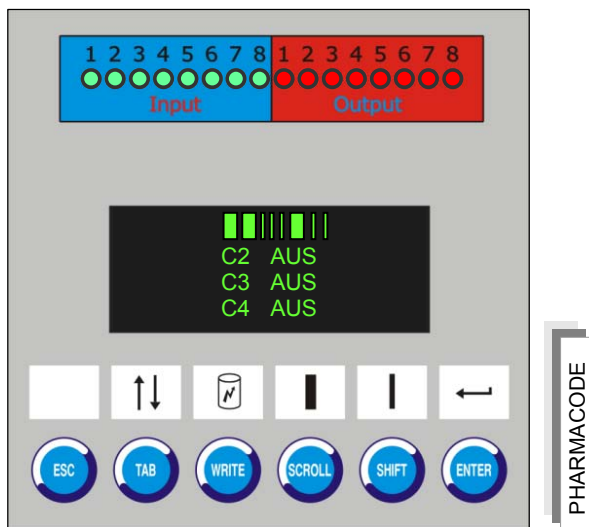 1 2 3 4 5 6 7 8 1 2 3 4 5 6 7 8
Input Output
C2 AUS
C3 AUS
C4 AUS
ESC TAB WRITE SCROLL SHIFT ENTER
PHARMACODE